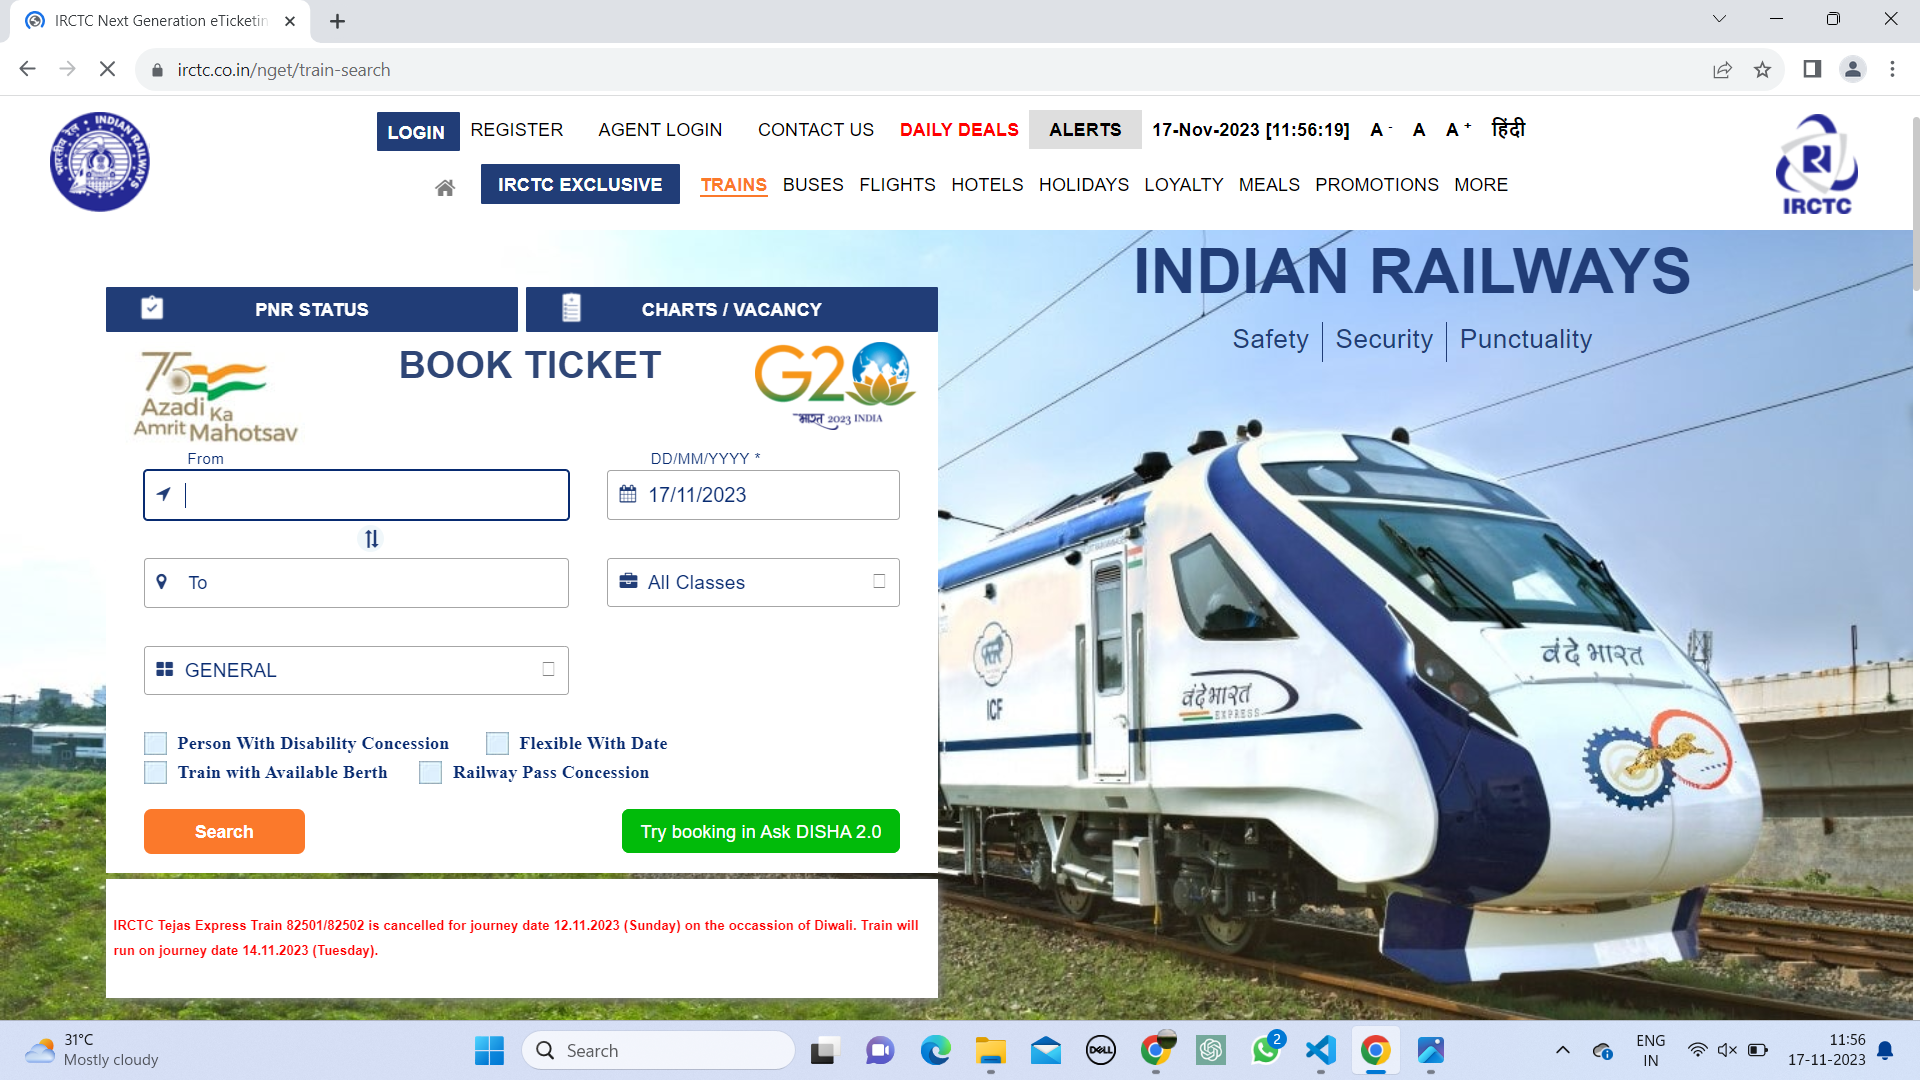 IRCTC Next Generation eTicketin
irctc.co.in/nget/train-search
INDIAN RAILWAYS
भारतीय रेल
LOGIN REGISTER AGENT LOGIN CONTACT US DAILY DEALS ALERTS 17-Nov-2023 [11:56:19] A - A A + हिंदी
IRCTC EXCLUSIVE TRAINS BUSES FLIGHTS HOTELS HOLIDAYS LOYALTY MEALS PROMOTIONS MORE
IRCTC
INDIAN RAILWAYS
Safety | Security | Punctuality
PNR STATUS
CHARTS / VACANCY
75
Azadi Ka
Amrit Mahotsav
BOOK TICKET
G20
भारत 2023 INDIA
From
DD/MM/YYYY *
17/11/2023
To
All Classes
GENERAL
Person With Disability Concession
Flexible With Date
Train with Available Berth
Railway Pass Concession
Search
Try booking in Ask DISHA 2.0
IRCTC Tejas Express Train 82501/82502 is cancelled for journey date 12.11.2023 (Sunday) on the occassion of Diwali. Train will
run on journey date 14.11.2023 (Tuesday).
वंदे भारत
वंदे भारत
EXPRESS
ICF
31°C
Mostly cloudy
Search
DELL
2
ENG
IN
11:56
17-11-2023